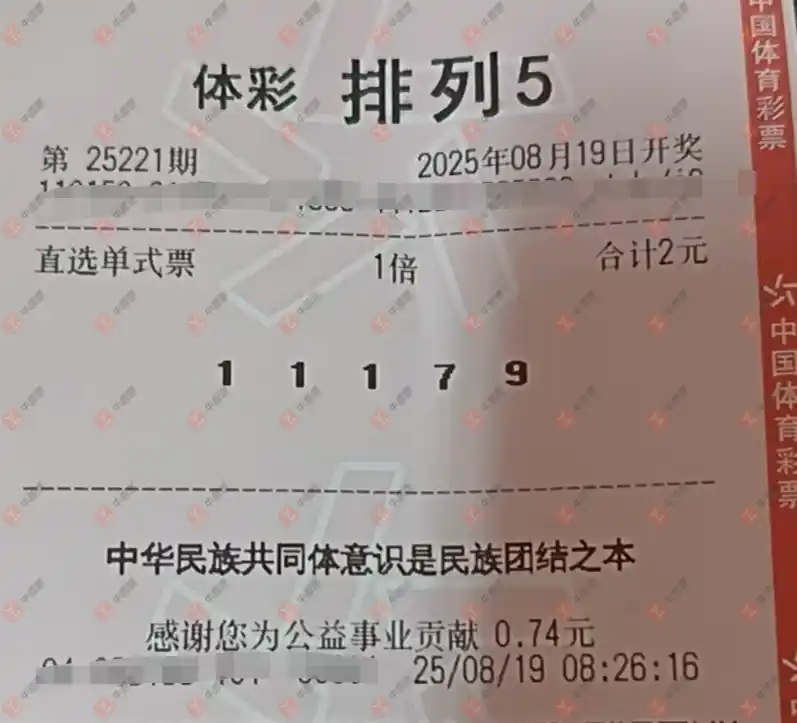 体彩 排列5
第 25221期 2025年08月19日开奖
直选单式票 1倍 合计2元
1 1 1 7 9
中华民族共同体意识是民族团结之本
感谢您为公益事业贡献 0.74元
25/08/19 08:26:16
中国体育彩票
中国体育彩票